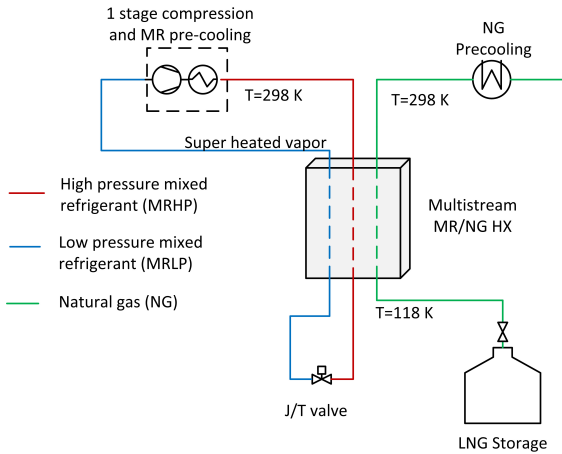 1 stage compression
and MR pre-cooling
NG
Precooling
T=298 K
T=298 K
Super heated vapor
High pressure mixed
refrigerant (MRHP)
Low pressure mixed
refrigerant (MRLP)
Natural gas (NG)
Multistream
MR/NG HX
T=118 K
J/T valve
LNG Storage